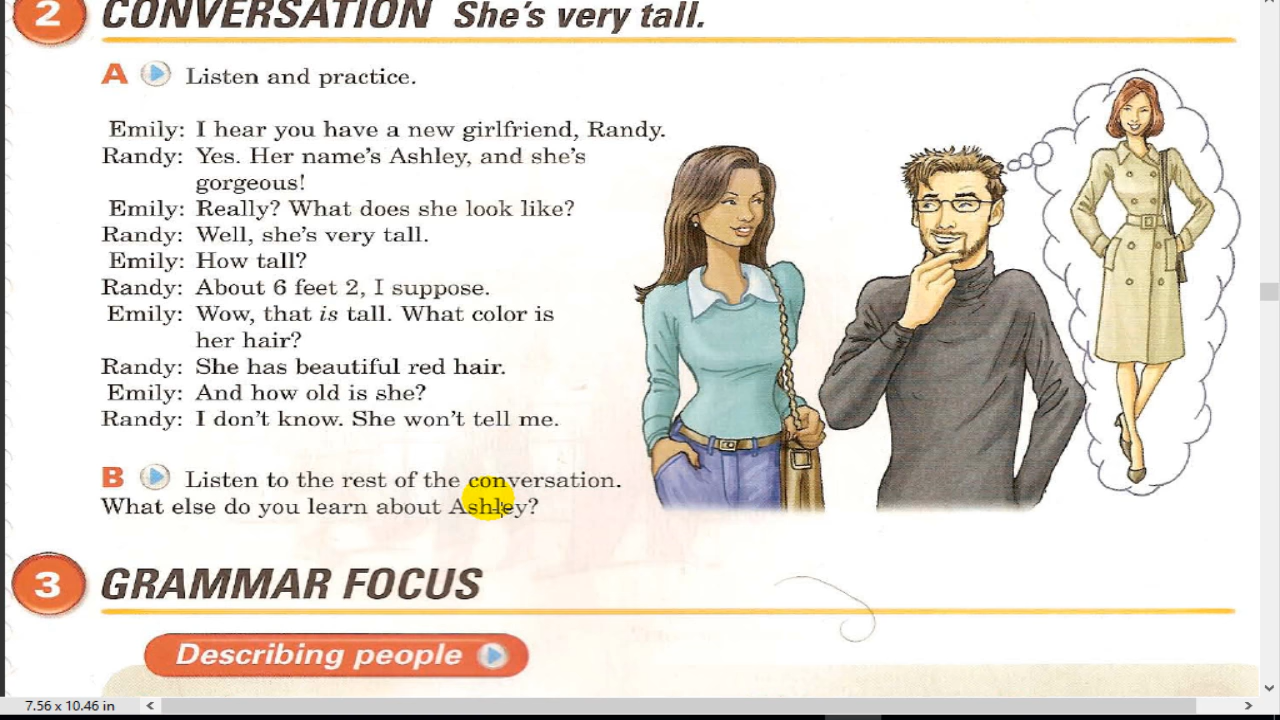 2 CONVERSATION She's very tall.
A Listen and practice.
Emily: I hear you have a new girlfriend, Randy.
Randy: Yes. Her name's Ashley, and she's
gorgeous!
Emily: Really? What does she look like?
Randy: Well, she's very tall.
Emily: How tall?
Randy: About 6 feet 2, I suppose.
Emily: Wow, that is tall. What color is
her hair?
Randy: She has beautiful red hair.
Emily: And how old is she?
Randy: I don't know. She won't tell me.
B Listen to the rest of the conversation.
What else do you learn about Ashley?
3 GRAMMAR FOCUS
Describing people
7.56 x 10.46 in